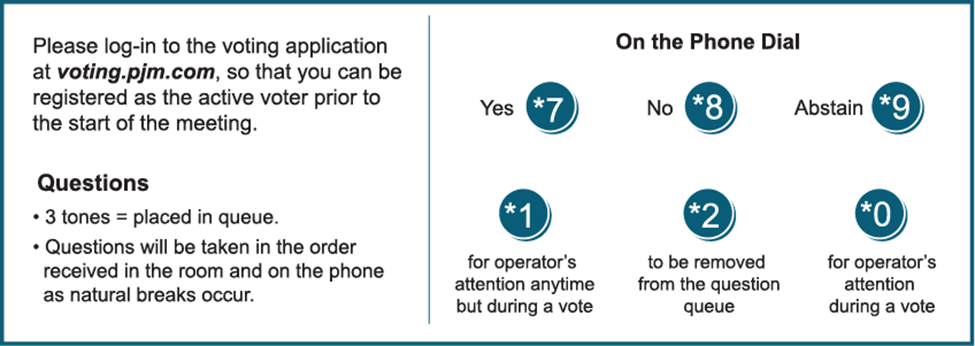 Please log-in to the voting application
at voting.pjm.com, so that you can be
registered as the active voter prior to
the start of the meeting.
Questions
• 3 tones = placed in queue.
• Questions will be taken in the order
received in the room and on the phone
as natural breaks occur.
On the Phone Dial
Yes *7 No *8 Abstain *9
*1
for operator's
attention anytime
but during a vote
*2
to be removed
from the question
queue
*0
for operator's
attention
during a vote